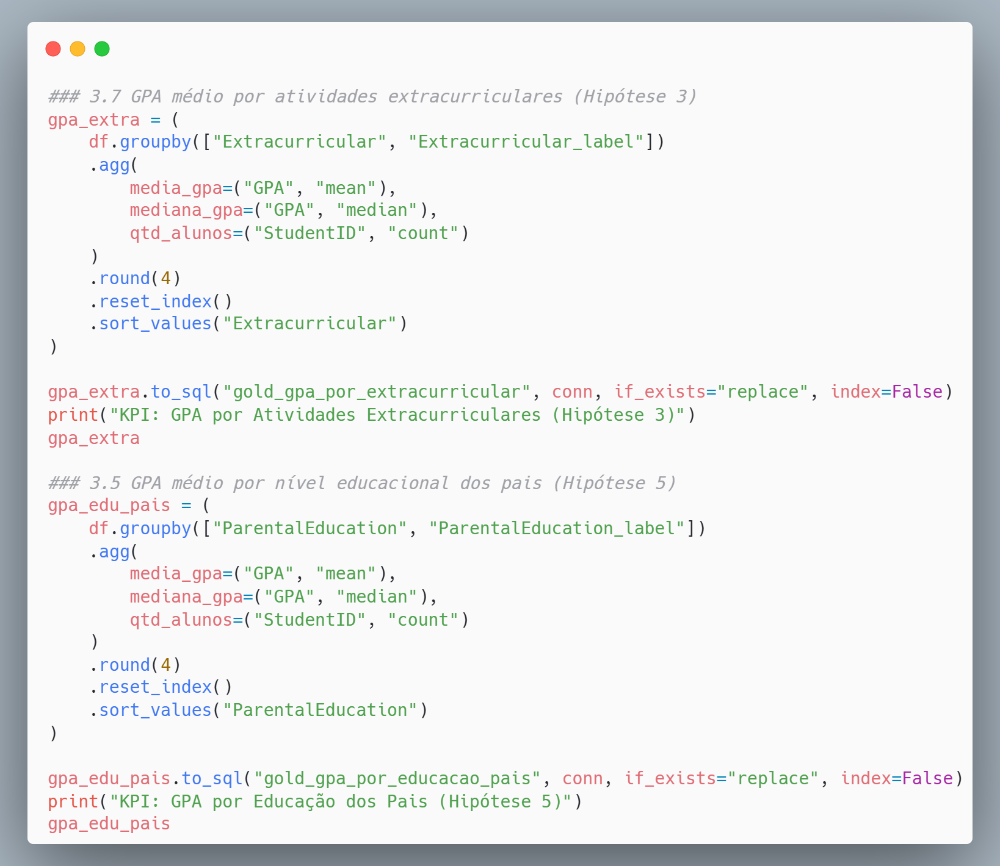 ### 3.7 GPA médio por atividades extracurriculares (Hipótese 3)
gpa_extra = (
    df.groupby(["Extracurricular", "Extracurricular_label"])
    .agg(
        media_gpa=("GPA", "mean"),
        mediana_gpa=("GPA", "median"),
        qtd_alunos=("StudentID", "count")
    )
    .round(4)
    .reset_index()
    .sort_values("Extracurricular")
)

gpa_extra.to_sql("gold_gpa_por_extracurricular", conn, if_exists="replace", index=False)
print("KPI: GPA por Atividades Extracurriculares (Hipótese 3)")
gpa_extra

### 3.5 GPA médio por nível educacional dos pais (Hipótese 5)
gpa_edu_pais = (
    df.groupby(["ParentalEducation", "ParentalEducation_label"])
    .agg(
        media_gpa=("GPA", "mean"),
        mediana_gpa=("GPA", "median"),
        qtd_alunos=("StudentID", "count")
    )
    .round(4)
    .reset_index()
    .sort_values("ParentalEducation")
)

gpa_edu_pais.to_sql("gold_gpa_por_educacao_pais", conn, if_exists="replace", index=False)
print("KPI: GPA por Educação dos Pais (Hipótese 5)")
gpa_edu_pais